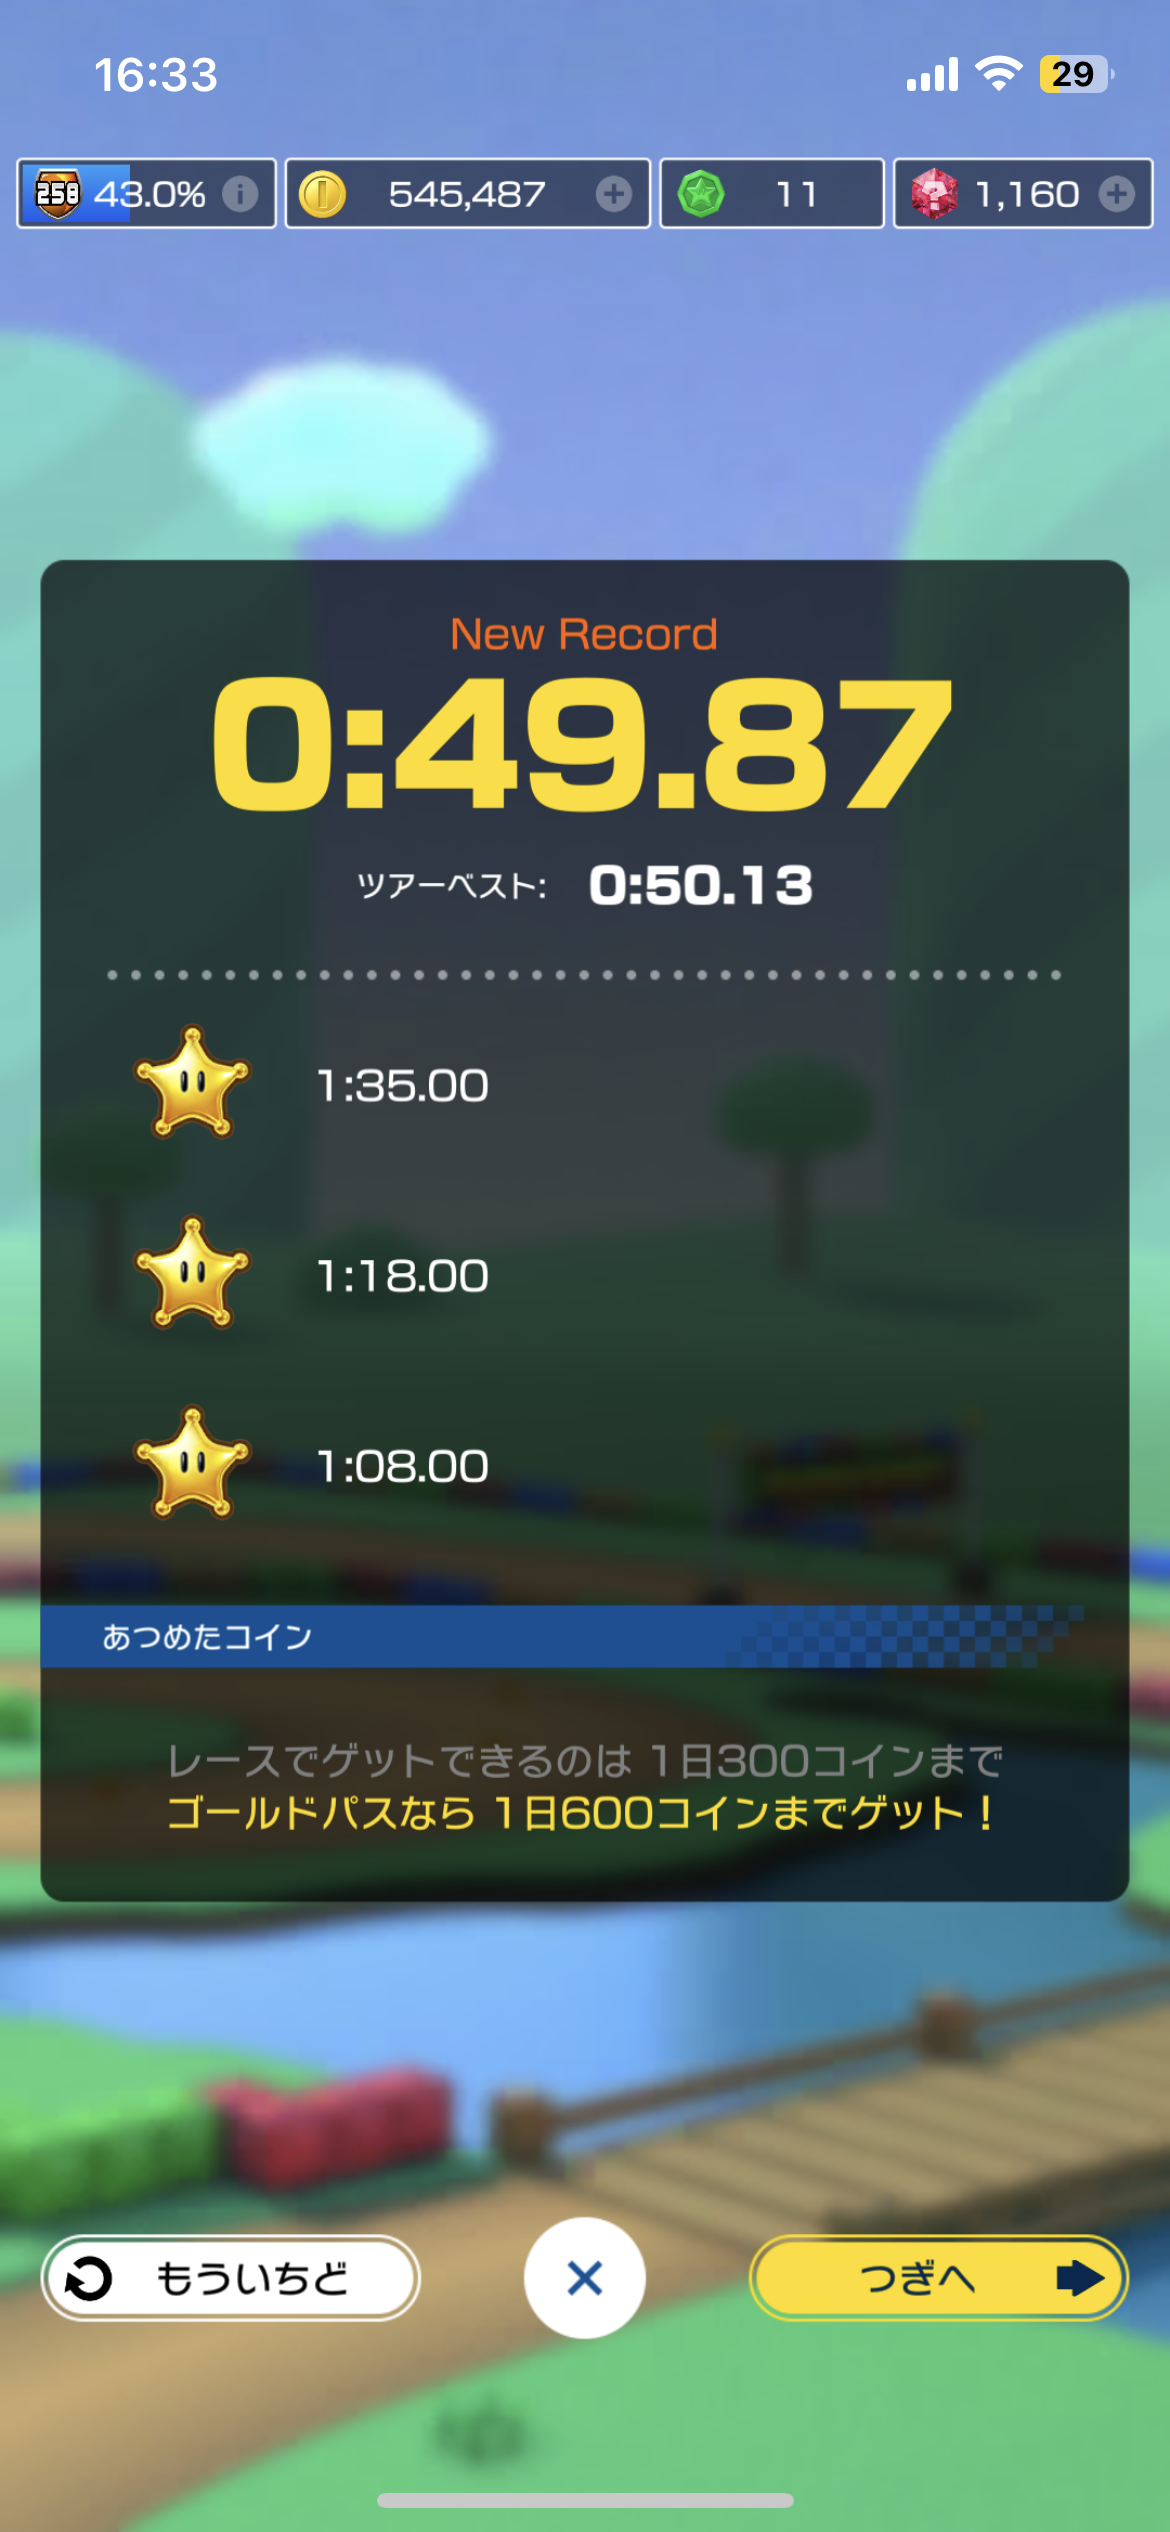 16:33
29
258 43.0% i 545,487 + 11 ? 1,160 +
New Record
0:49.87
ツアーベスト: 0:50.13
1:35.00
1:18.00
1:08.00
あつめたコイン
レースでゲットできるのは 1日300コインまで
ゴールドパスなら 1日600コインまでゲット！
もういちど
×
つぎへ